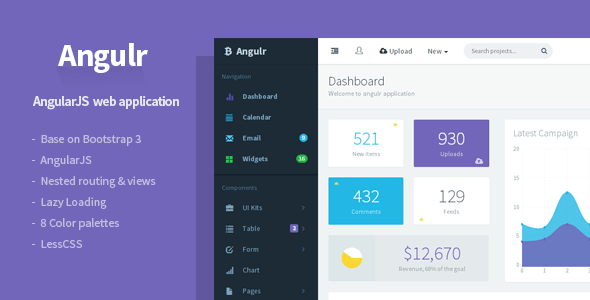 Angulr
AngularJS web application
- Base on Bootstrap 3
- AngularJS
- Nested routing & views
- Lazy Loading
- 8 Color palettes
- LessCSS
Angulr
Upload
New
Search projects...
Navigation
Dashboard
Calendar
Email
9
Widgets
16
Components
UI Kits
Table
3
Form
Chart
Pages
Dashboard
Welcome to angulr application
521
New items
930
Uploads
432
Comments
129
Feeds
$12,670
Revenue, 60% of the goal
Latest Campaign
20
15
10
5
0
0
1
2
3